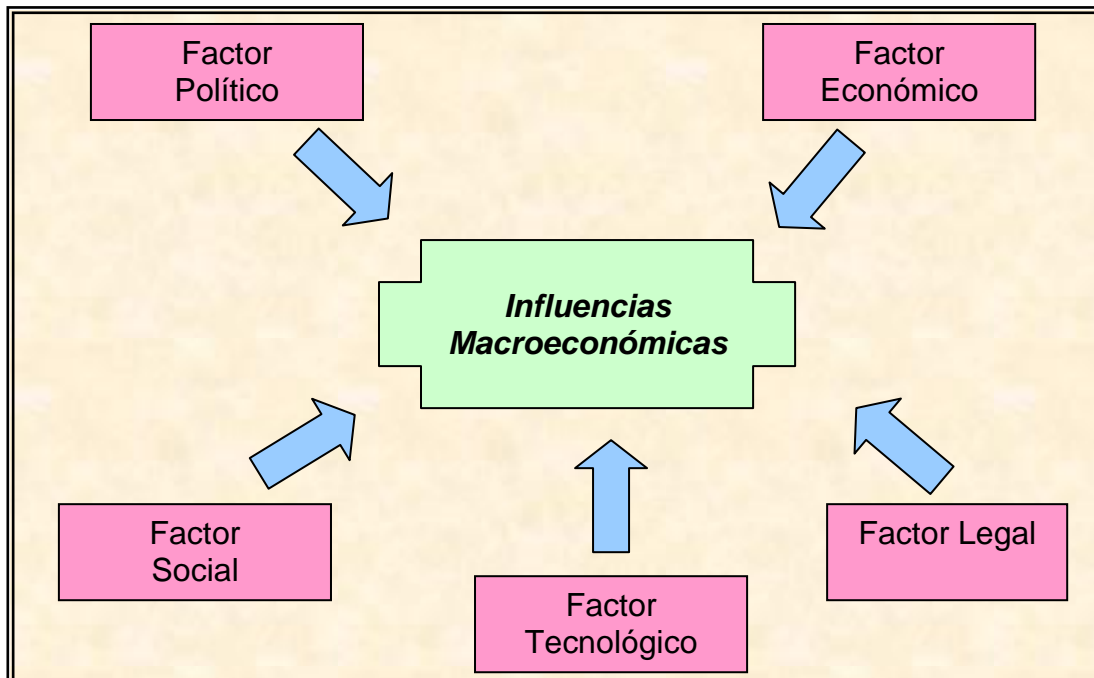 Factor
Político
Factor
Económico
Influencias
Macroeconómicas
Factor
Social
Factor
Tecnológico
Factor Legal